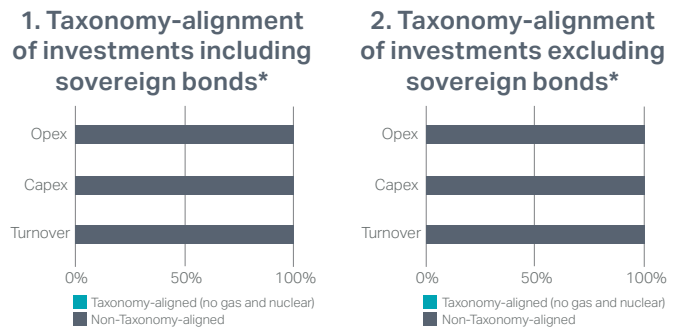 1. Taxonomy-alignment
of investments including
sovereign bonds*
Opex
Capex
Turnover
0% 50% 100%
Taxonomy-aligned (no gas and nuclear)
Non-Taxonomy-aligned
2. Taxonomy-alignment
of investments excluding
sovereign bonds*
Opex
Capex
Turnover
0% 50% 100%
Taxonomy-aligned (no gas and nuclear)
Non-Taxonomy-aligned